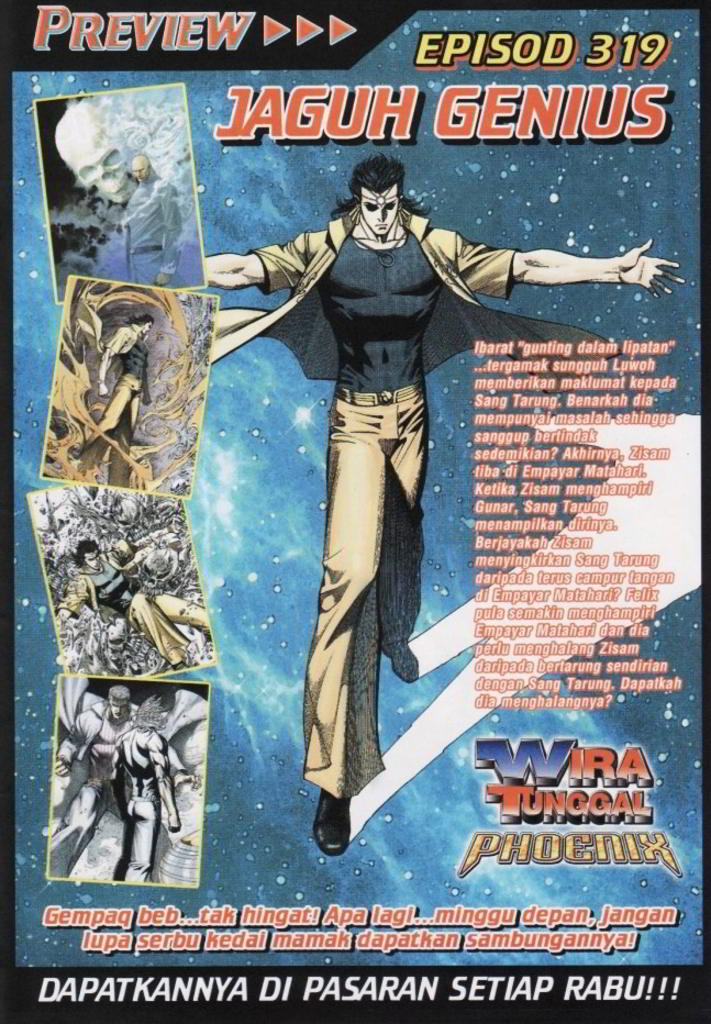 PREVIEW
EPISOD 319
JAGUH GENIUS
Ibarat "gunting dalam lipatan"
...tergamak sungguh Luwoh
memberikan maklumat kepada
Sang Tarung. Benarkah dia
mempunyai masalah sehingga
sanggup bertindak
sedemikian? Akhirnya, Zisam
tiba di Empayar Matahari.
Ketika Zisam menghampiri
Gunar, Sang Tarung
menampilkan dirinya.
Berjayakah Zisam
menyingkirkan Sang Tarung
daripada terus campur tangan
di Empayar Matahari? Felix
pula semakin menghampiri
Empayar Matahari dan dia
perlu menghalang Zisam
daripada bertarung sendirian
dengan Sang Tarung. Dapatkah
dia menghalangnya?
WIRA
TUNGGAL
PHOENIX
Gempaq beb...tak hingat! Apa lagi...minggu depan, jangan
lupa serbu kedai mamak dapatkan sambungannya!
DAPATKANNYA DI PASARAN SETIAP RABU!!!